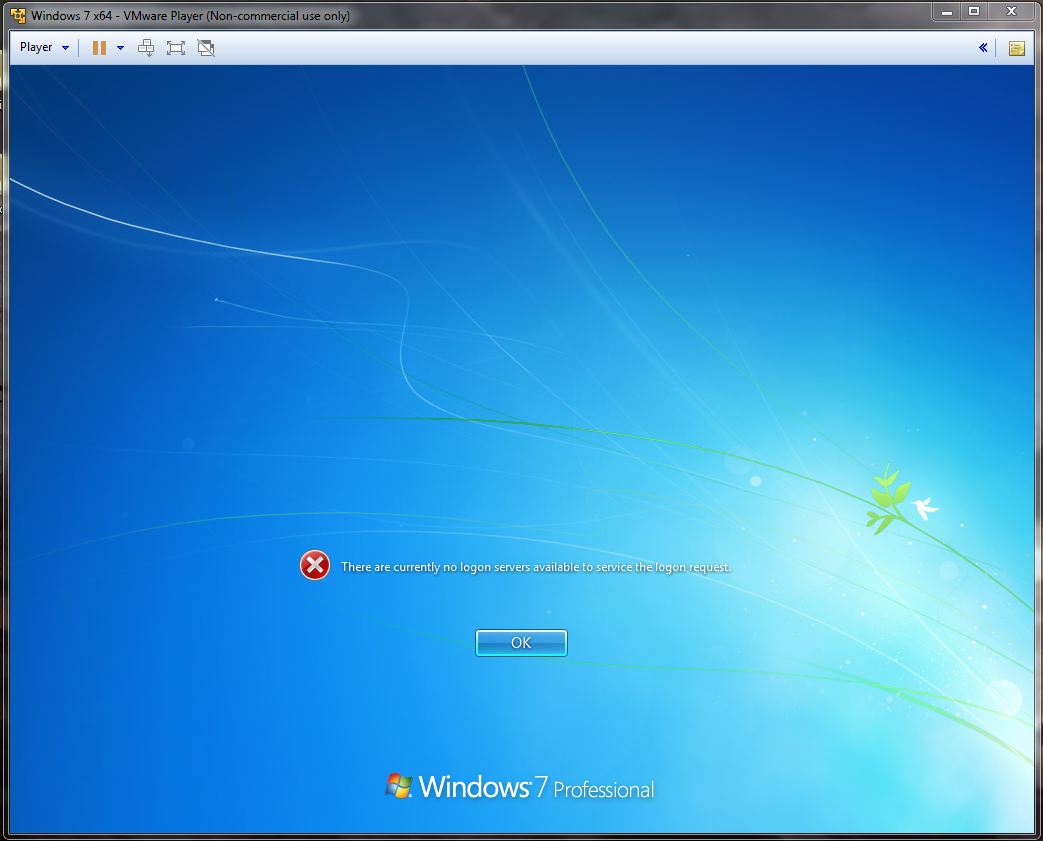 Windows 7 x64 - VMware Player (Non-commercial use only)
Player
There are currently no logon servers available to service the logon request.
OK
Windows 7 Professional